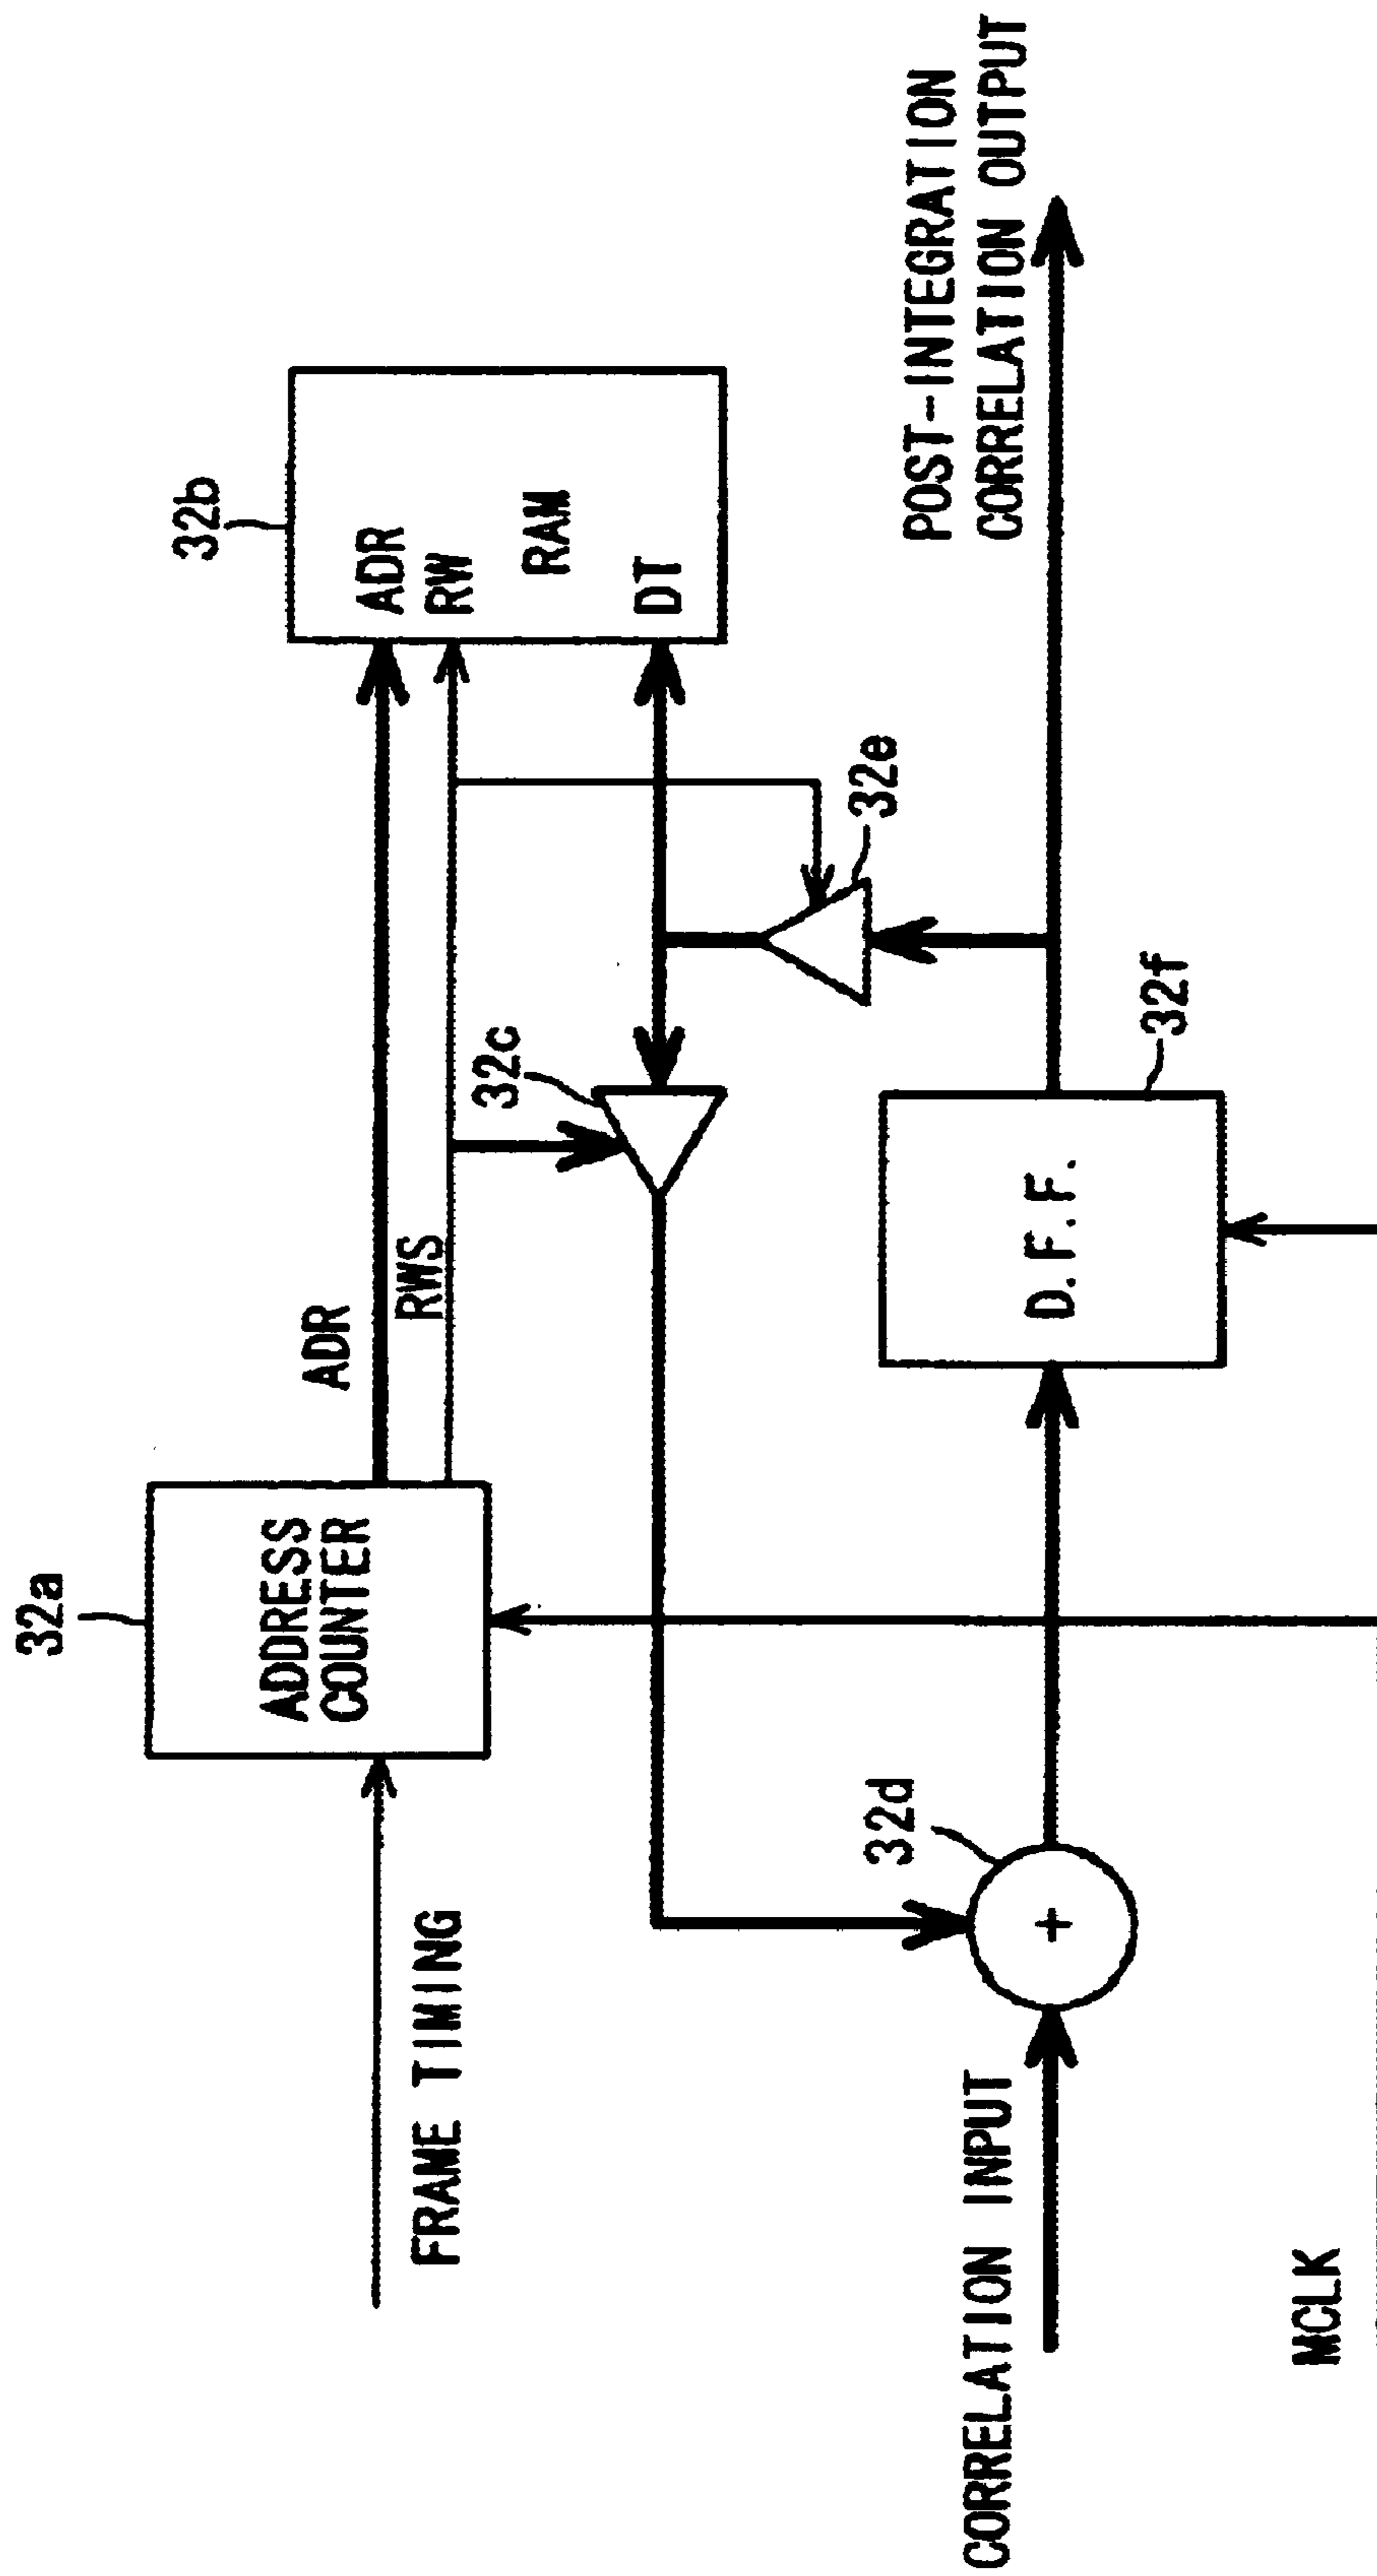 32a
ADDRESS
COUNTER
FRAME TIMING
ADR
RWS
32b
ADR
RW
RAM
DT
32c
32e
32d
+
CORRELATION INPUT
D.F.F.
32f
POST-INTEGRATION
CORRELATION OUTPUT
MCLK